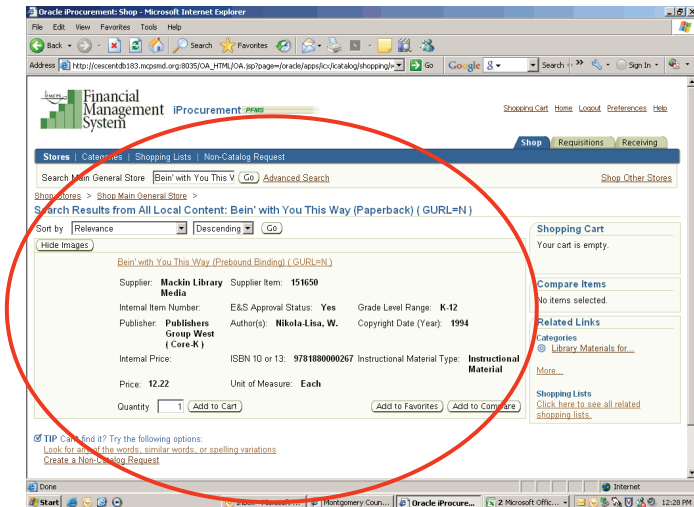 Oracle iProcurement: Shop - Microsoft Internet Explorer
File Edit View Favorites Tools Help
Back Search Favorites
Address http://cescentdb183.mcpsmd.org:8035/OA_HTML/OA.jsp?page=/oracle/apps/icx/icatalog/shopping/ Go Google Search Sign In
MCPS
Financial
Management
System
iProcurement PFMS
Shopping Cart Home Logout Preferences Help
Shop Requisitions Receiving
Stores | Categories | Shopping Lists | Non-Catalog Request
Search Main General Store Bein' with You This Go Advanced Search Shop Other Stores
Shop Stores > Shop Main General Store >
Search Results from All Local Content: Bein' with You This Way (Paperback) ( GURL=N )
Sort by Relevance Descending Go
Hide Images
Bein' with You This Way (Prebound Binding) ( GURL=N )
Supplier: Mackin Library Media Supplier Item: 151650
Internal Item Number: E&S Approval Status: Yes Grade Level Range: K-12
Publisher: Publishers Group West ( Core-K ) Author(s): Nikola-Lisa, W. Copyright Date (Year): 1994
Internal Price: ISBN 10 or 13: 9781880000267 Instructional Material Type: Instructional Material
Price: 12.22 Unit of Measure: Each
Quantity 1 Add to Cart Add to Favorites Add to Compare
TIP Can't find it? Try the following options:
Look for any of the words, similar words, or spelling variations
Create a Non-Catalog Request
Shopping Cart
Your cart is empty.
Compare Items
No items selected.
Related Links
Categories
Library Materials for...
More...
Shopping Lists
Click here to see all related
shopping lists.
Done Internet
Start Inbox - Microsoft ... Montgomery Coun... Oracle iProcure... 2 Microsoft Offic... 12:28 PM